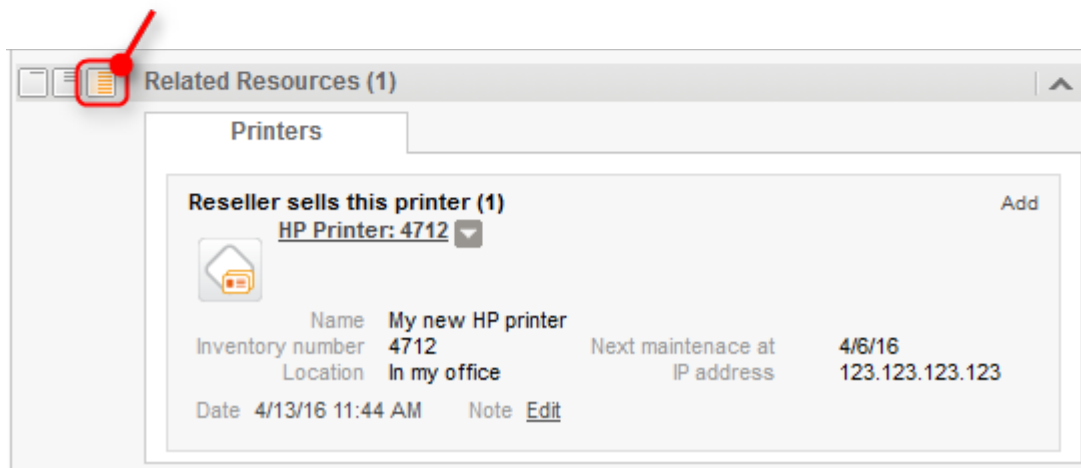 Related Resources (1)
Printers
Reseller sells this printer (1) Add
HP Printer: 4712
Name My new HP printer
Inventory number 4712 Next maintenace at 4/6/16
Location In my office IP address 123.123.123.123
Date 4/13/16 11:44 AM Note Edit